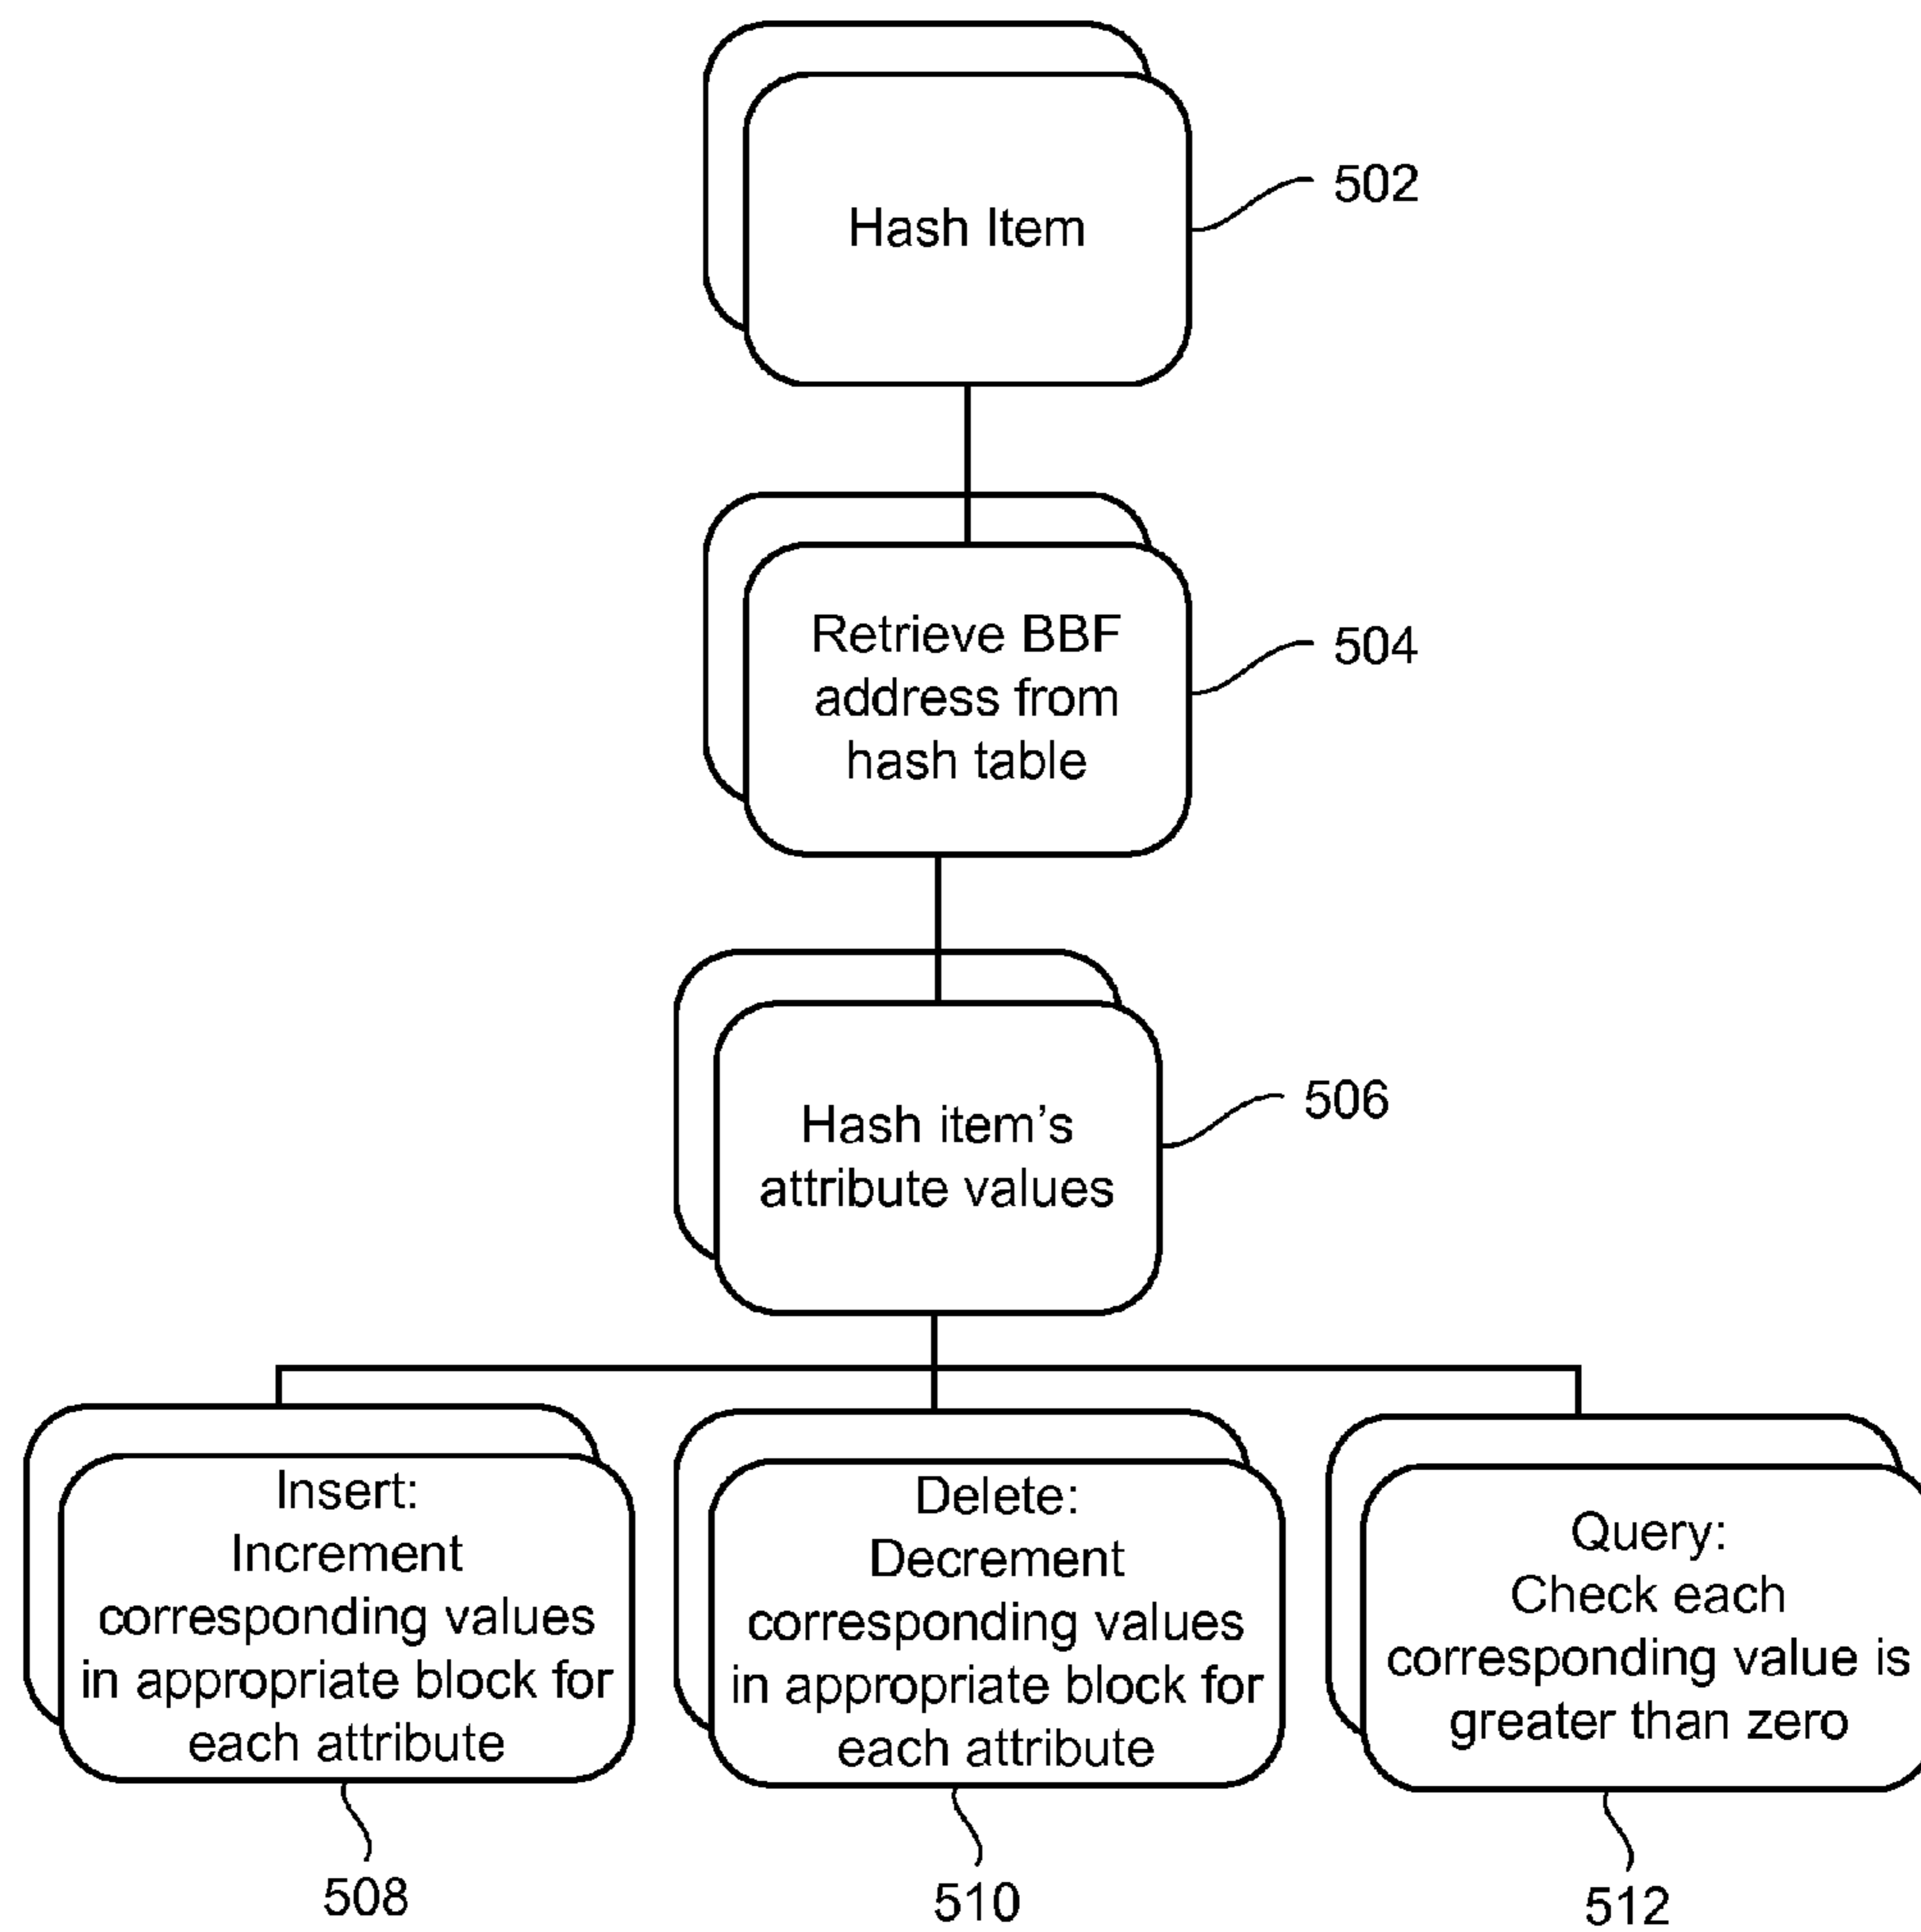 Hash Item
502
Retrieve BBF
address from
hash table
504
Hash item's
attribute values
506
Insert:
Increment
corresponding values
in appropriate block for
each attribute
508
Delete:
Decrement
corresponding values
in appropriate block for
each attribute
510
Query:
Check each
corresponding value is
greater than zero
512